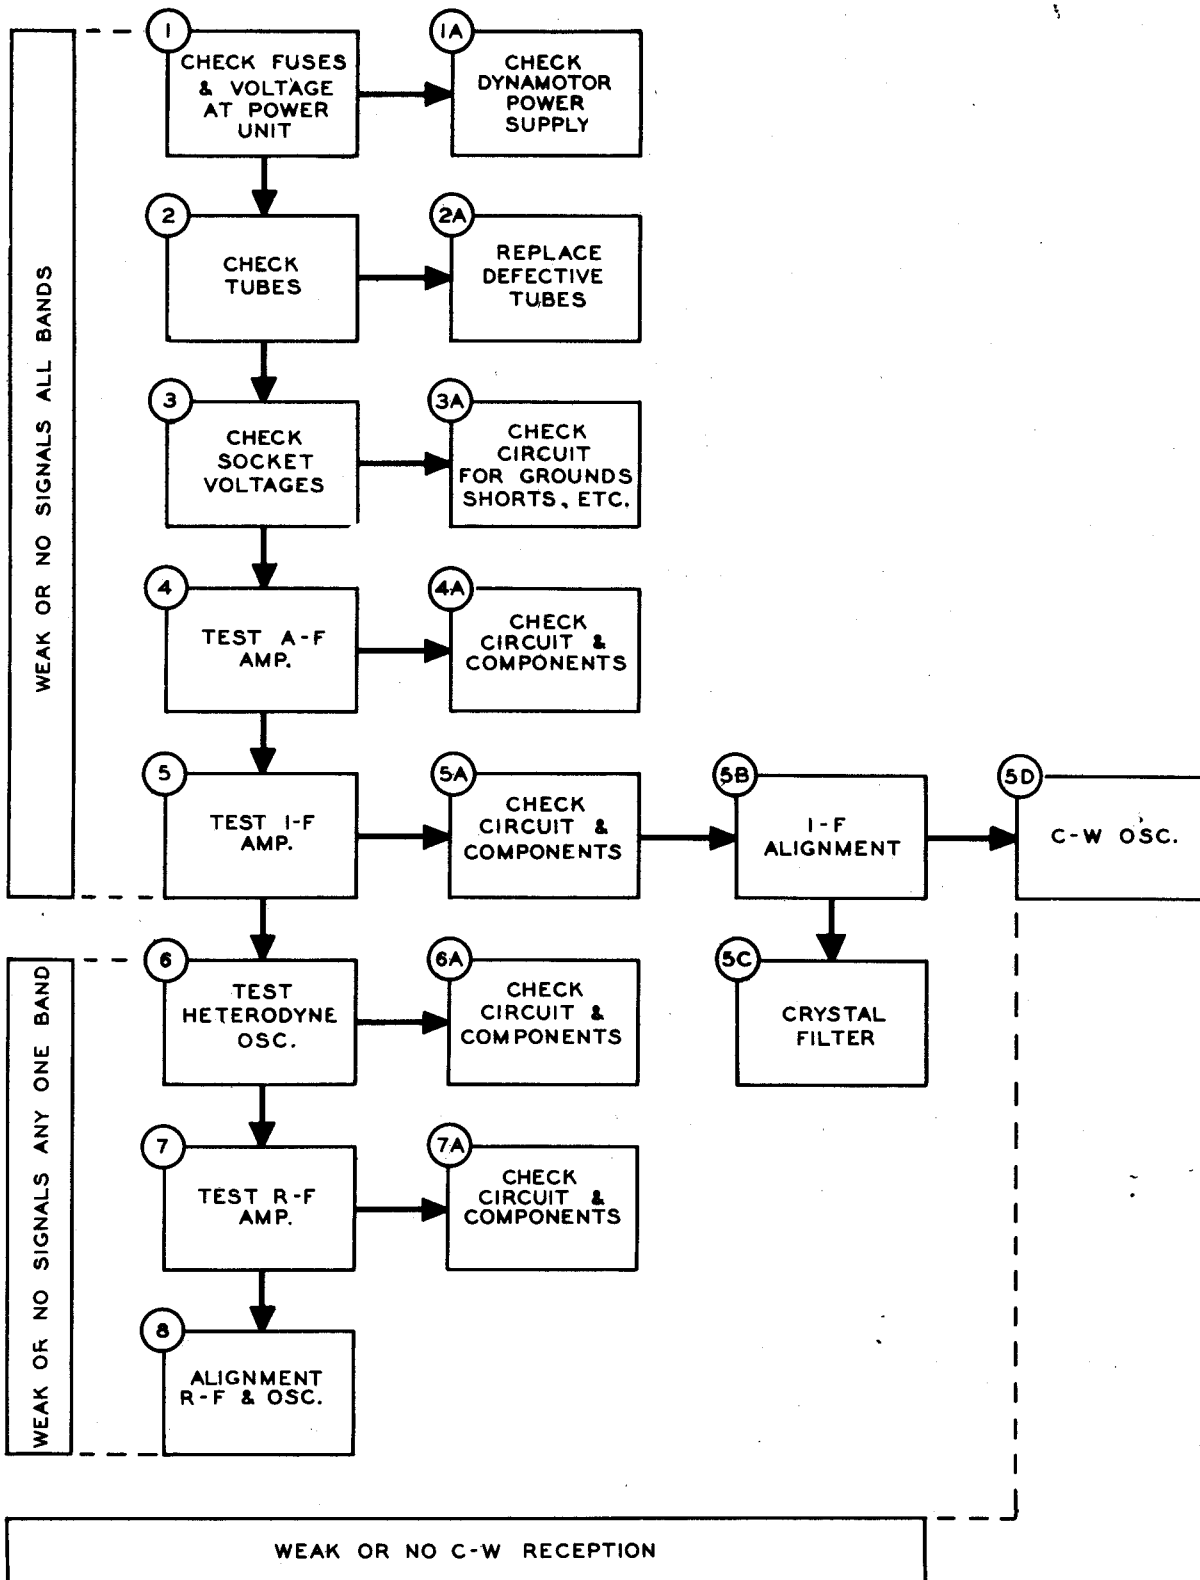 1
CHECK FUSES
& VOLTAGE
AT POWER
UNIT
1A
CHECK
DYNAMOTOR
POWER
SUPPLY
2
CHECK
TUBES
2A
REPLACE
DEFECTIVE
TUBES
3
CHECK
SOCKET
VOLTAGES
3A
CHECK
CIRCUIT
FOR GROUNDS
SHORTS, ETC.
4
TEST A-F
AMP.
4A
CHECK
CIRCUIT &
COMPONENTS
5
TEST I-F
AMP.
5A
CHECK
CIRCUIT &
COMPONENTS
5B
I-F
ALIGNMENT
5D
C-W OSC.
WEAK OR NO SIGNALS ALL BANDS
6
TEST
HETERODYNE
OSC.
6A
CHECK
CIRCUIT &
COMPONENTS
5C
CRYSTAL
FILTER
7
TEST R-F
AMP.
7A
CHECK
CIRCUIT &
COMPONENTS
8
ALIGNMENT
R-F & OSC.
WEAK OR NO SIGNALS ANY ONE BAND
WEAK OR NO C-W RECEPTION